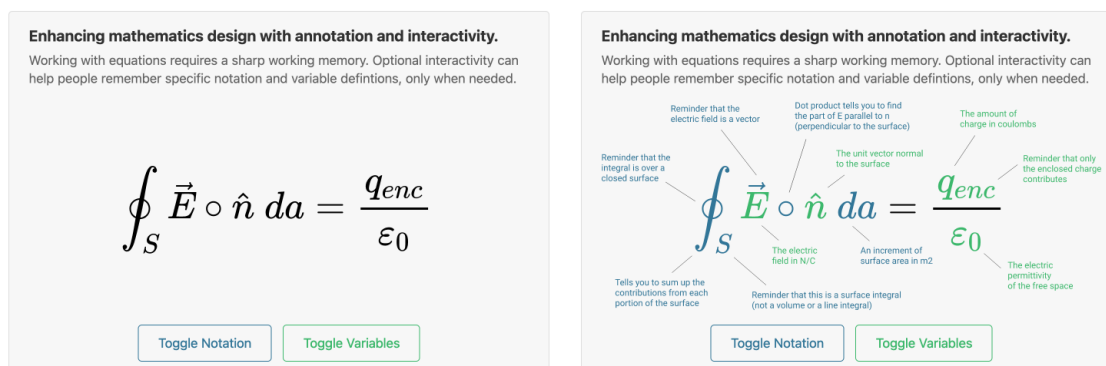 Enhancing mathematics design with annotation and interactivity.
Working with equations requires a sharp working memory. Optional interactivity can
help people remember specific notation and variable defintions, only when needed.
∮S E⃗ ∘ n̂ da = qenc / ε0
Toggle Notation
Toggle Variables
Enhancing mathematics design with annotation and interactivity.
Working with equations requires a sharp working memory. Optional interactivity can
help people remember specific notation and variable defintions, only when needed.
Reminder that the
electric field is a vector
Dot product tells you to find
the part of E parallel to n
(perpendicular to the surface)
The amount of
charge in coulombs
Reminder that the
integral is over a
closed surface
The unit vector normal
to the surface
Reminder that only
the enclosed charge
contributes
∮S E⃗ ∘ n̂ da = qenc / ε0
The electric
field in N/C
An increment of
surface area in m2
The electric
permittivity
of the free space
Tells you to sum up the
contributions from each
portion of the surface
Reminder that this is a surface integral
(not a volume or a line integral)
Toggle Notation
Toggle Variables